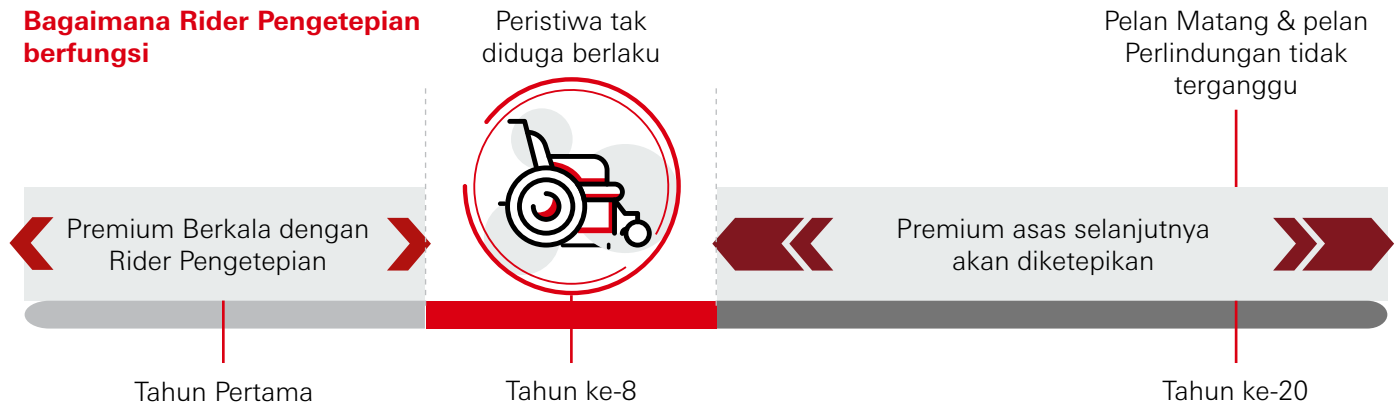 Bagaimana Rider Pengetepian
berfungsi
Peristiwa tak
diduga berlaku
Pelan Matang & pelan
Perlindungan tidak
terganggu
Premium Berkala dengan
Rider Pengetepian
Premium asas selanjutnya
akan diketepikan
Tahun Pertama
Tahun ke-8
Tahun ke-20